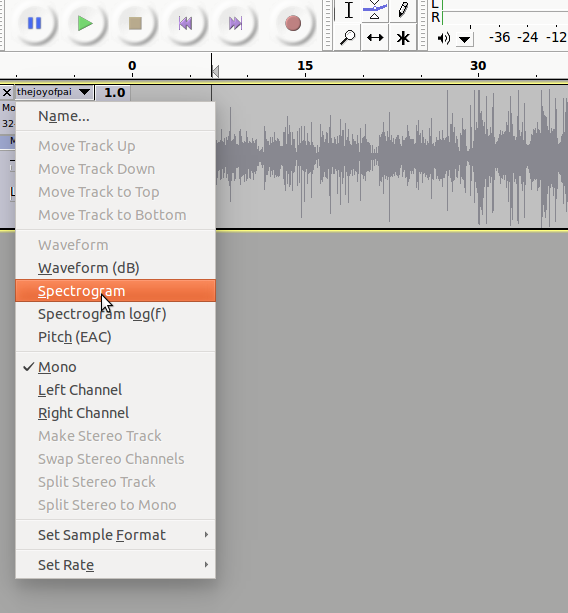 L
R
-36 -24 -12
0 15 30
thejoyofpai 1.0
Mo
32-
Name...
Move Track Up
Move Track Down
Move Track to Top
Move Track to Bottom
Waveform
Waveform (dB)
Spectrogram
Spectrogram log(f)
Pitch (EAC)
Mono
Left Channel
Right Channel
Make Stereo Track
Swap Stereo Channels
Split Stereo Track
Split Stereo to Mono
Set Sample Format
Set Rate